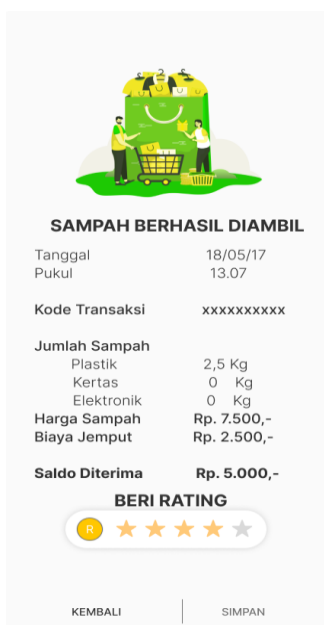 SAMPAH BERHASIL DIAMBIL
Tanggal 18/05/17
Pukul 13.07
Kode Transaksi xxxxxxxxxx
Jumlah Sampah
Plastik 2,5 Kg
Kertas 0 Kg
Elektronik 0 Kg
Harga Sampah Rp. 7.500,-
Biaya Jemput Rp. 2.500,-
Saldo Diterima Rp. 5.000,-
BERI RATING
R
KEMBALI SIMPAN